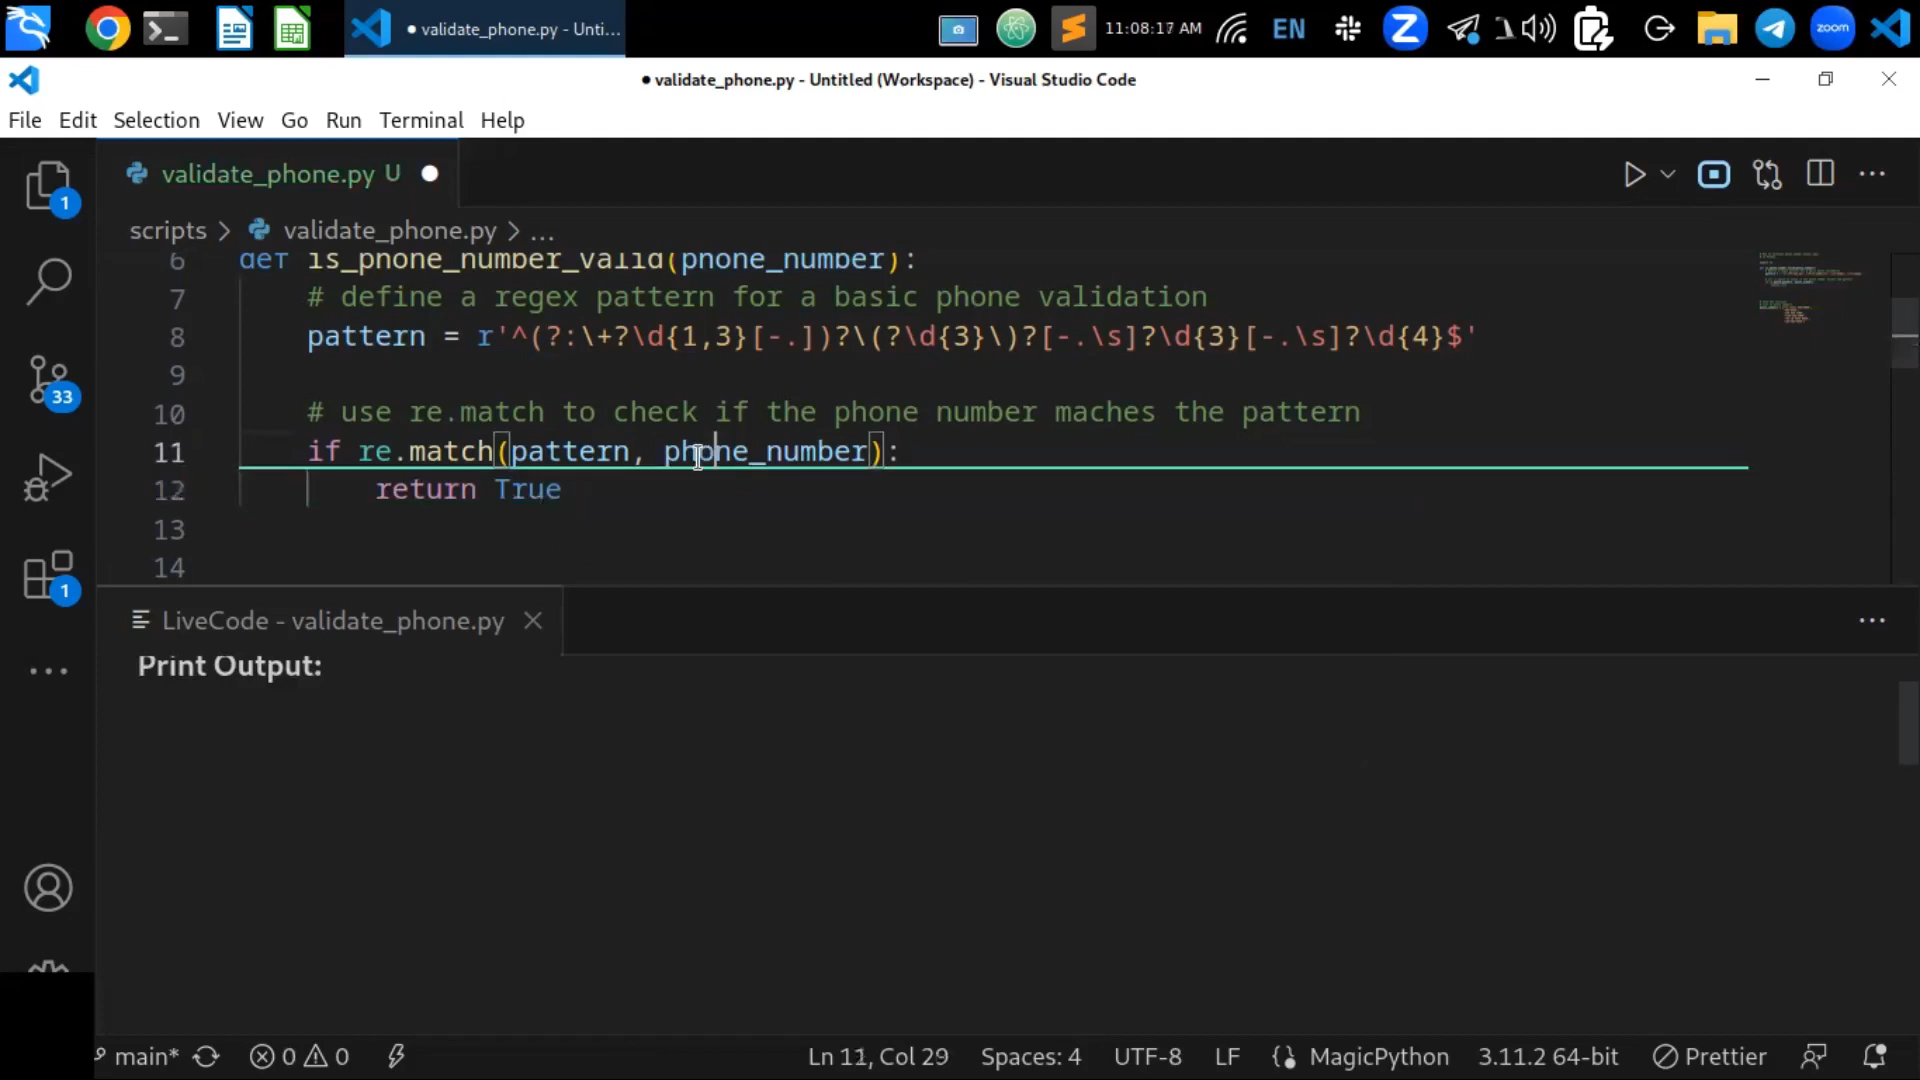 validate_phone.py - Unti...
11:08:17 AM
EN
Z
zoom
validate_phone.py - Untitled (Workspace) - Visual Studio Code
File Edit Selection View Go Run Terminal Help
validate_phone.py U
1
scripts > validate_phone.py > ...
6 def is_phone_number_valid(phone_number):
7 # define a regex pattern for a basic phone validation
8 pattern = r'^(?:\+?\d{1,3}[-.])?\(?\d{3}\)?[-.\s]?\d{3}[-.\s]?\d{4}$'
9
10 # use re.match to check if the phone number maches the pattern
33
11 if re.match(pattern, phone_number):
12 return True
13
14
1
LiveCode - validate_phone.py
Print Output:
main* 0 0 Ln 11, Col 29 Spaces: 4 UTF-8 LF MagicPython 3.11.2 64-bit Prettier